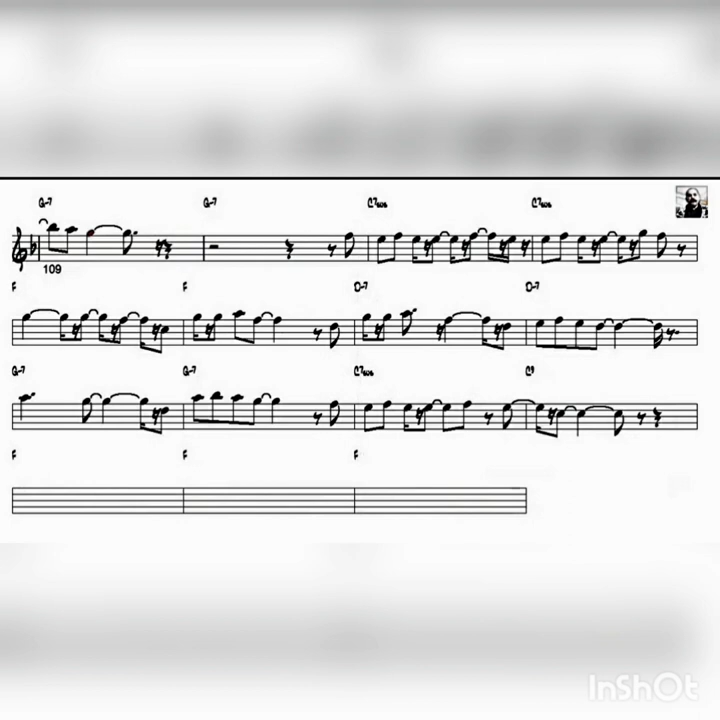 G-7 G-7 C7sus C7sus
109
F F D-7 D-7
G-7 G-7 C7sus C9
F F F
InShOt